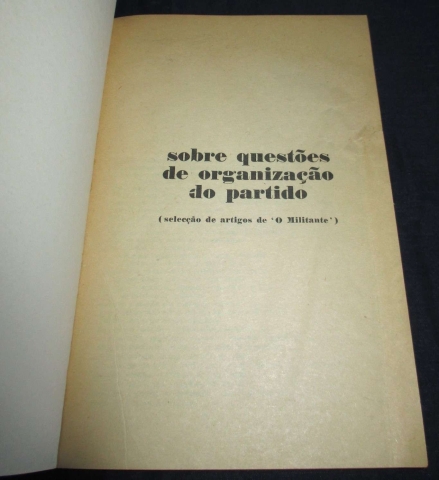 sobre questões
de organização
do partido
(selecção de artigos de 'O Militante')